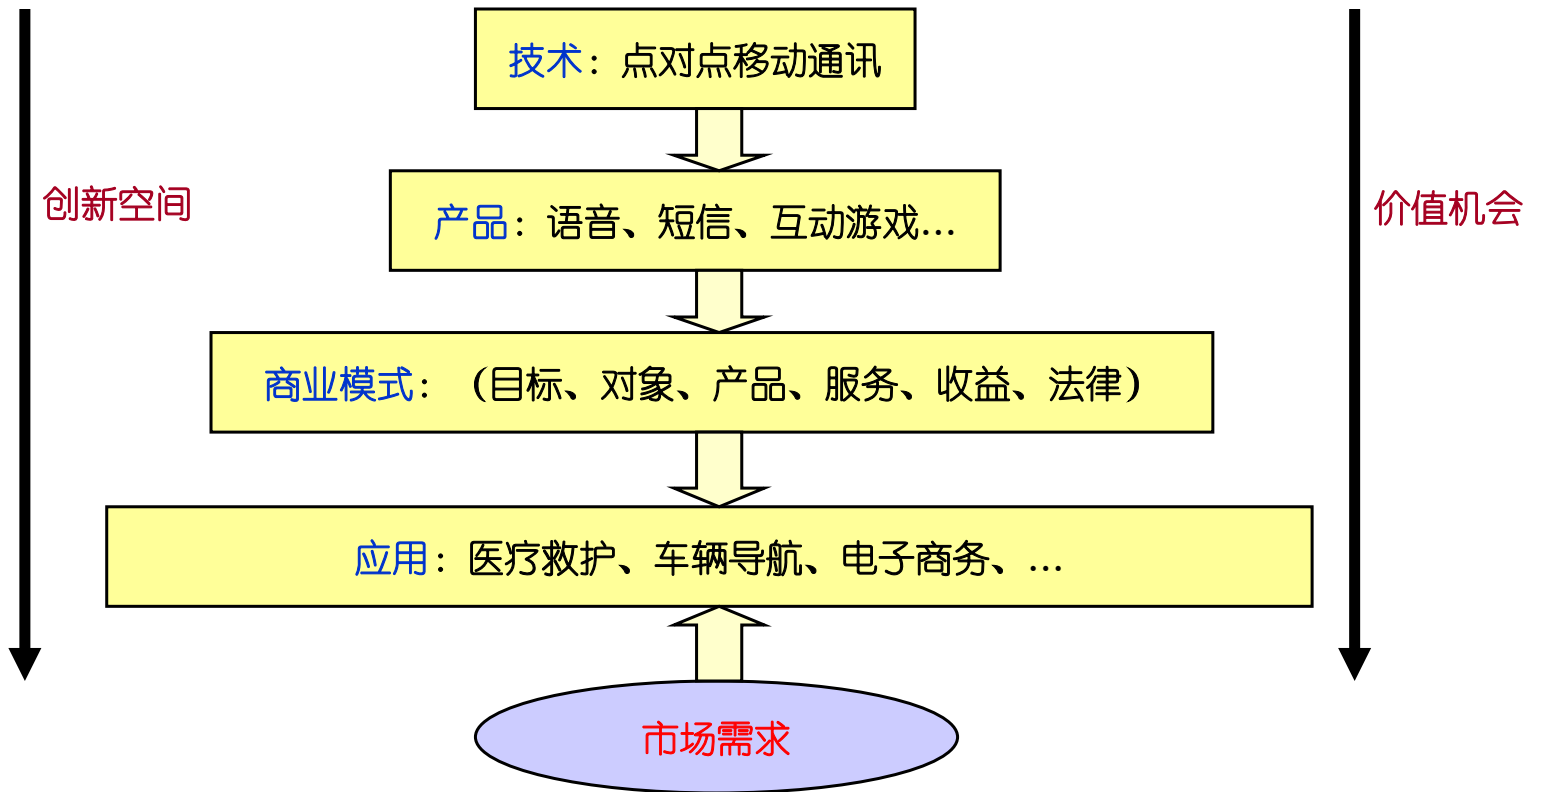 技术：点对点移动通讯
创新空间
价值机会
产品：语音、短信、互动游戏…
商业模式：（目标、对象、产品、服务、收益、法律）
应用：医疗救护、车辆导航、电子商务、…
市场需求